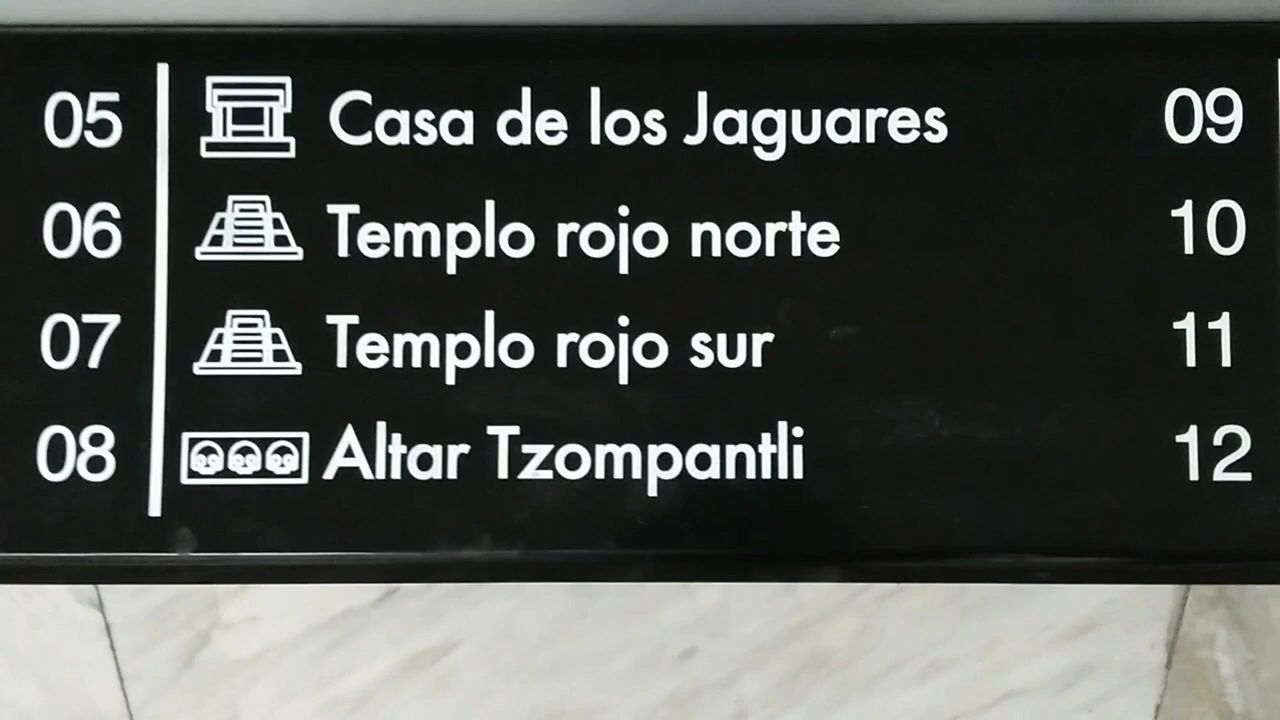 05 Casa de los Jaguares 09
06 Templo rojo norte 10
07 Templo rojo sur 11
08 Altar Tzompantli 12